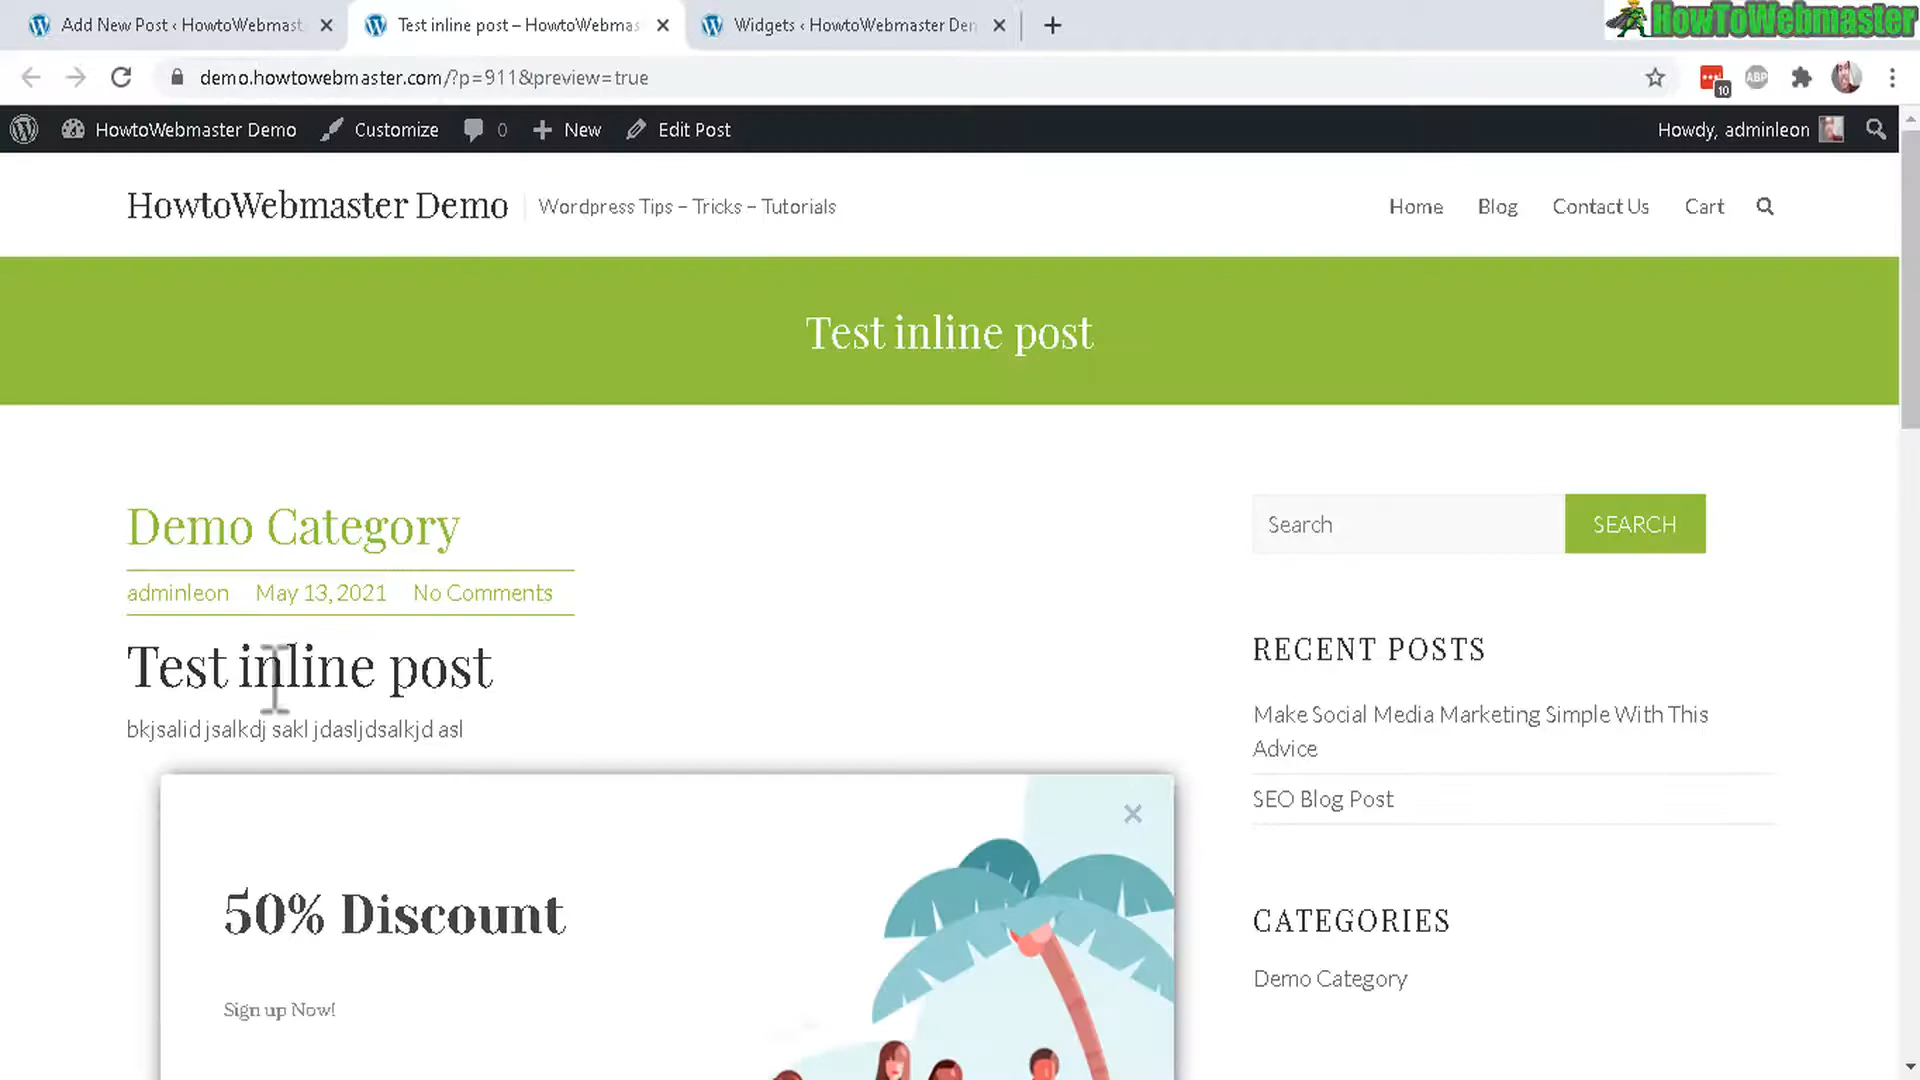 Add New Post ‹ HowtoWebmast
Test inline post – HowtoWebmas
Widgets ‹ HowtoWebmaster Den
HowToWebmaster
demo.howtowebmaster.com/?p=911&preview=true
10
ABP
HowtoWebmaster Demo
Customize
0
New
Edit Post
Howdy, adminleon
HowtoWebmaster Demo
Wordpress Tips – Tricks – Tutorials
Home
Blog
Contact Us
Cart
Test inline post
Demo Category
adminleon
May 13, 2021
No Comments
Test inline post
bkjsalid jsalkdj sakl jdasljdsalkjd asl
50% Discount
Sign up Now!
Search
SEARCH
RECENT POSTS
Make Social Media Marketing Simple With This
Advice
SEO Blog Post
CATEGORIES
Demo Category